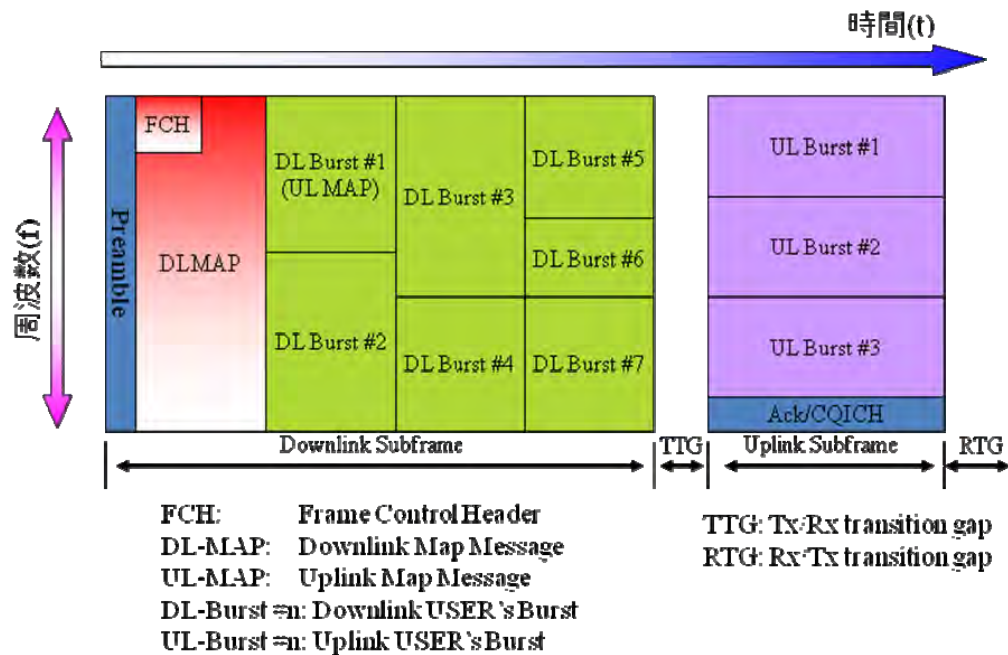 時間(t)
周波数(f)
Preamble
FCH
DLMAP
DL Burst #1
(UL MAP)
DL Burst #2
DL Burst #3
DL Burst #4
DL Burst #5
DL Burst #6
DL Burst #7
UL Burst #1
UL Burst #2
UL Burst #3
Ack/CQICH
Downlink Subframe
TTG
Uplink Subframe
RTG
FCH: Frame Control Header
DL-MAP: Downlink Map Message
UL-MAP: Uplink Map Message
DL-Burst #n: Downlink USER's Burst
UL-Burst #n: Uplink USER's Burst
TTG: Tx/Rx transition gap
RTG: Rx/Tx transition gap